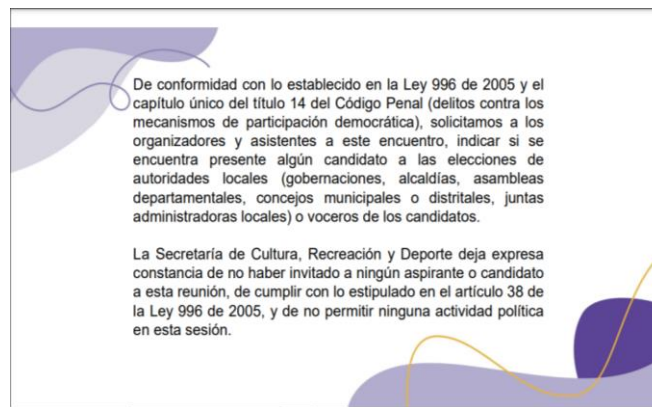 De conformidad con lo establecido en la Ley 996 de 2005 y el
capítulo único del título 14 del Código Penal (delitos contra los
mecanismos de participación democrática), solicitamos a los
organizadores y asistentes a este encuentro, indicar si se
encuentra presente algún candidato a las elecciones de
autoridades locales (gobernaciones, alcaldías, asambleas
departamentales, concejos municipales o distritales, juntas
administradoras locales) o voceros de los candidatos.
La Secretaría de Cultura, Recreación y Deporte deja expresa
constancia de no haber invitado a ningún aspirante o candidato
a esta reunión, de cumplir con lo estipulado en el artículo 38 de
la Ley 996 de 2005, y de no permitir ninguna actividad política
en esta sesión.